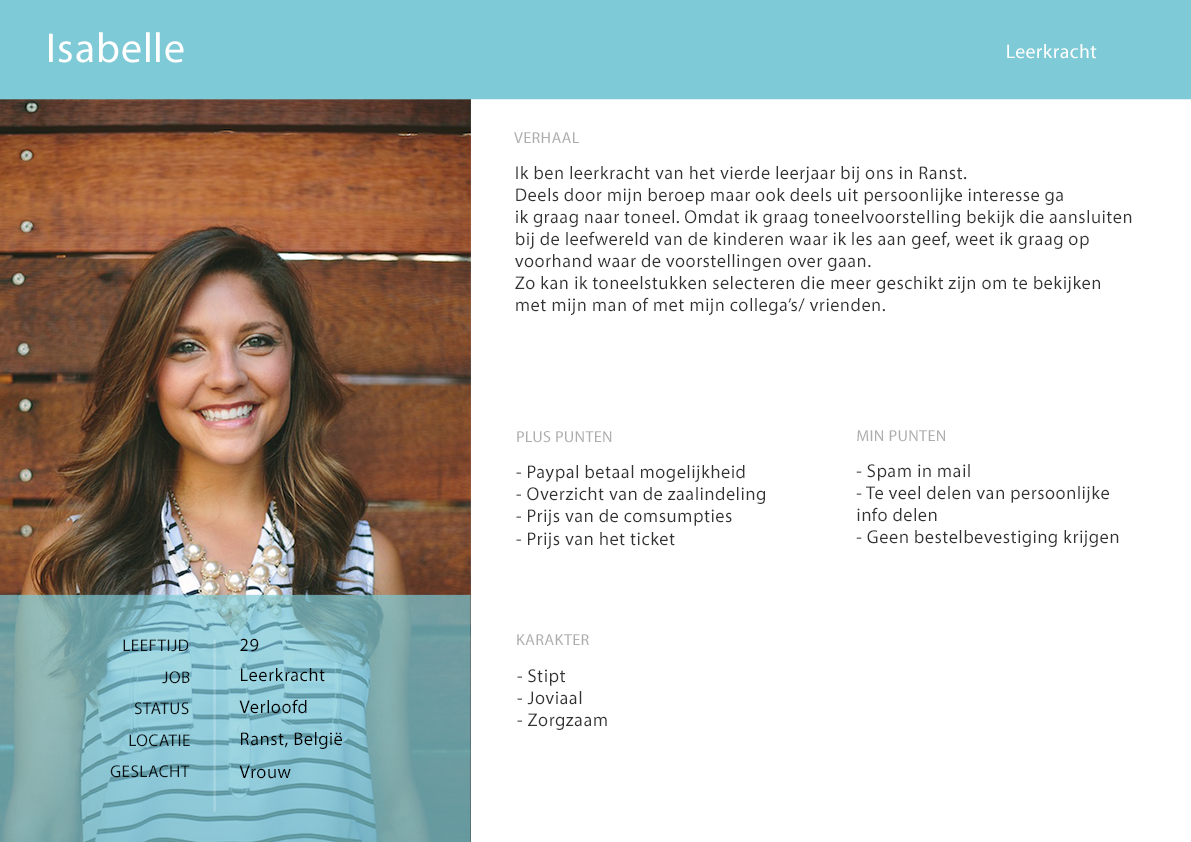 Isabelle
Leerkracht
VERHAAL
Ik ben leerkracht van het vierde leerjaar bij ons in Ranst.
Deels door mijn beroep maar ook deels uit persoonlijke interesse ga
ik graag naar toneel. Omdat ik graag toneelvoorstelling bekijk die aansluiten
bij de leefwereld van de kinderen waar ik les aan geef, weet ik graag op
voorhand waar de voorstellingen over gaan.
Zo kan ik toneelstukken selecteren die meer geschikt zijn om te bekijken
met mijn man of met mijn collega’s/ vrienden.
PLUS PUNTEN
- Paypal betaal mogelijkheid
- Overzicht van de zaalindeling
- Prijs van de comsumpties
- Prijs van het ticket
MIN PUNTEN
- Spam in mail
- Te veel delen van persoonlijke
info delen
- Geen bestelbevestiging krijgen
KARAKTER
- Stipt
- Joviaal
- Zorgzaam
LEEFTIJD 29
JOB Leerkracht
STATUS Verloofd
LOCATIE Ranst, België
GESLACHT Vrouw